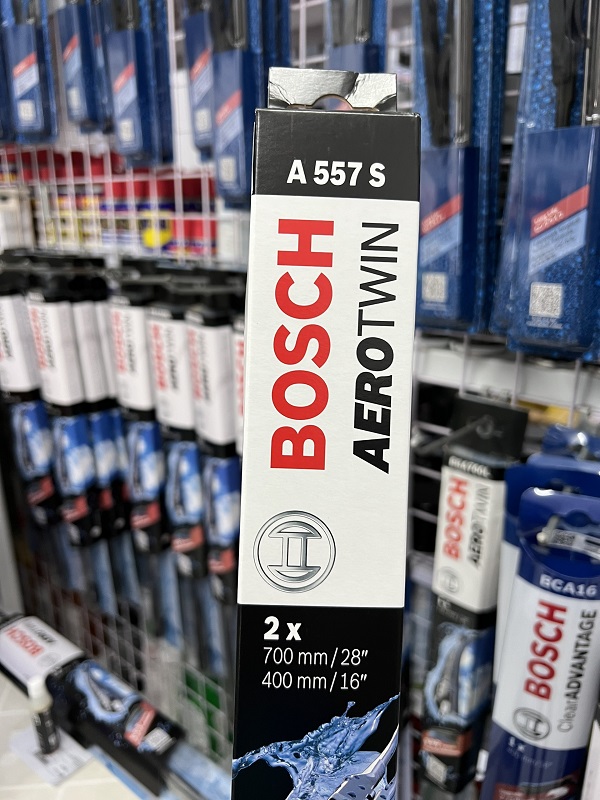 A 557 S
BOSCH
AEROTWIN
2 x
700 mm / 28"
400 mm / 16"
BOSCH
AEROTWIN
BCA16
BOSCH
ClearADVANTAGE